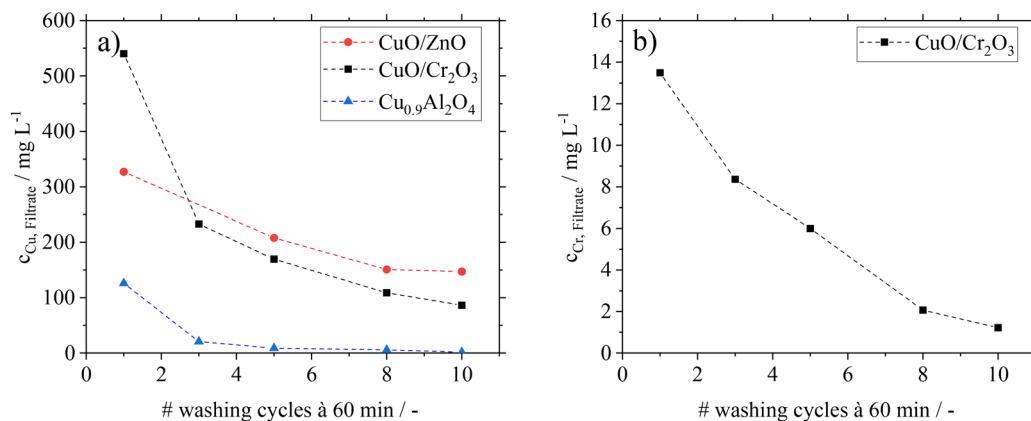 a)
CuO/ZnO
CuO/Cr₂O₃
Cu₀.₉Al₂O₄
600
500
400
300
200
100
0
c_Cu, Filtrate / mg L⁻¹
0 2 4 6 8 10
# washing cycles à 60 min / -
b)
CuO/Cr₂O₃
16
14
12
10
8
6
4
2
0
c_Cr, Filtrate / mg L⁻¹
0 2 4 6 8 10
# washing cycles à 60 min / -